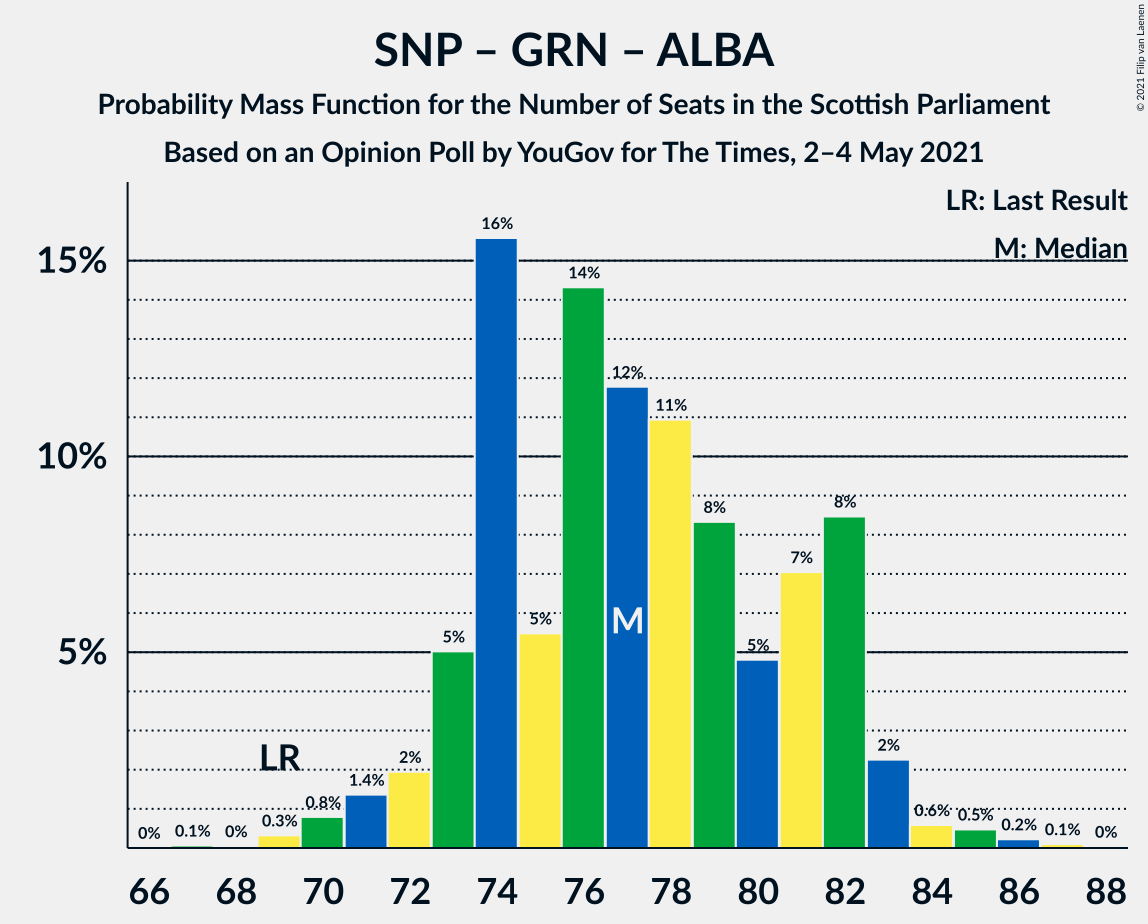 SNP – GRN – ALBA
Probability Mass Function for the Number of Seats in the Scottish Parliament
Based on an Opinion Poll by YouGov for The Times, 2–4 May 2021
© 2021 Filip van Laenen
LR: Last Result
M: Median
15%
10%
5%
0%
0.1%
0%
0.3%
LR
0.8%
1.4%
2%
5%
16%
5%
14%
12%
M
11%
8%
5%
7%
8%
2%
0.6%
0.5%
0.2%
0.1%
0%
66 68 70 72 74 76 78 80 82 84 86 88